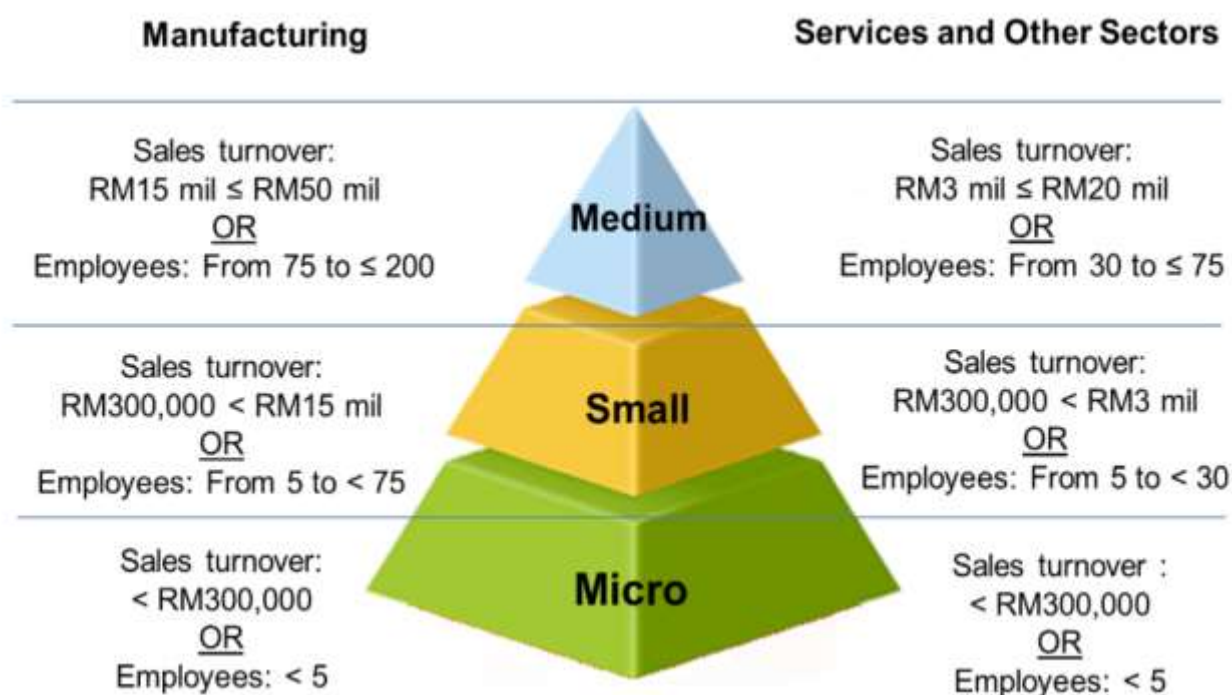 Manufacturing
Services and Other Sectors
Sales turnover:
RM15 mil ≤ RM50 mil
OR
Employees: From 75 to ≤ 200
Medium
Sales turnover:
RM3 mil ≤ RM20 mil
OR
Employees: From 30 to ≤ 75
Sales turnover:
RM300,000 < RM15 mil
OR
Employees: From 5 to < 75
Small
Sales turnover:
RM300,000 < RM3 mil
OR
Employees: From 5 to < 30
Sales turnover:
< RM300,000
OR
Employees: < 5
Micro
Sales turnover :
< RM300,000
OR
Employees: < 5